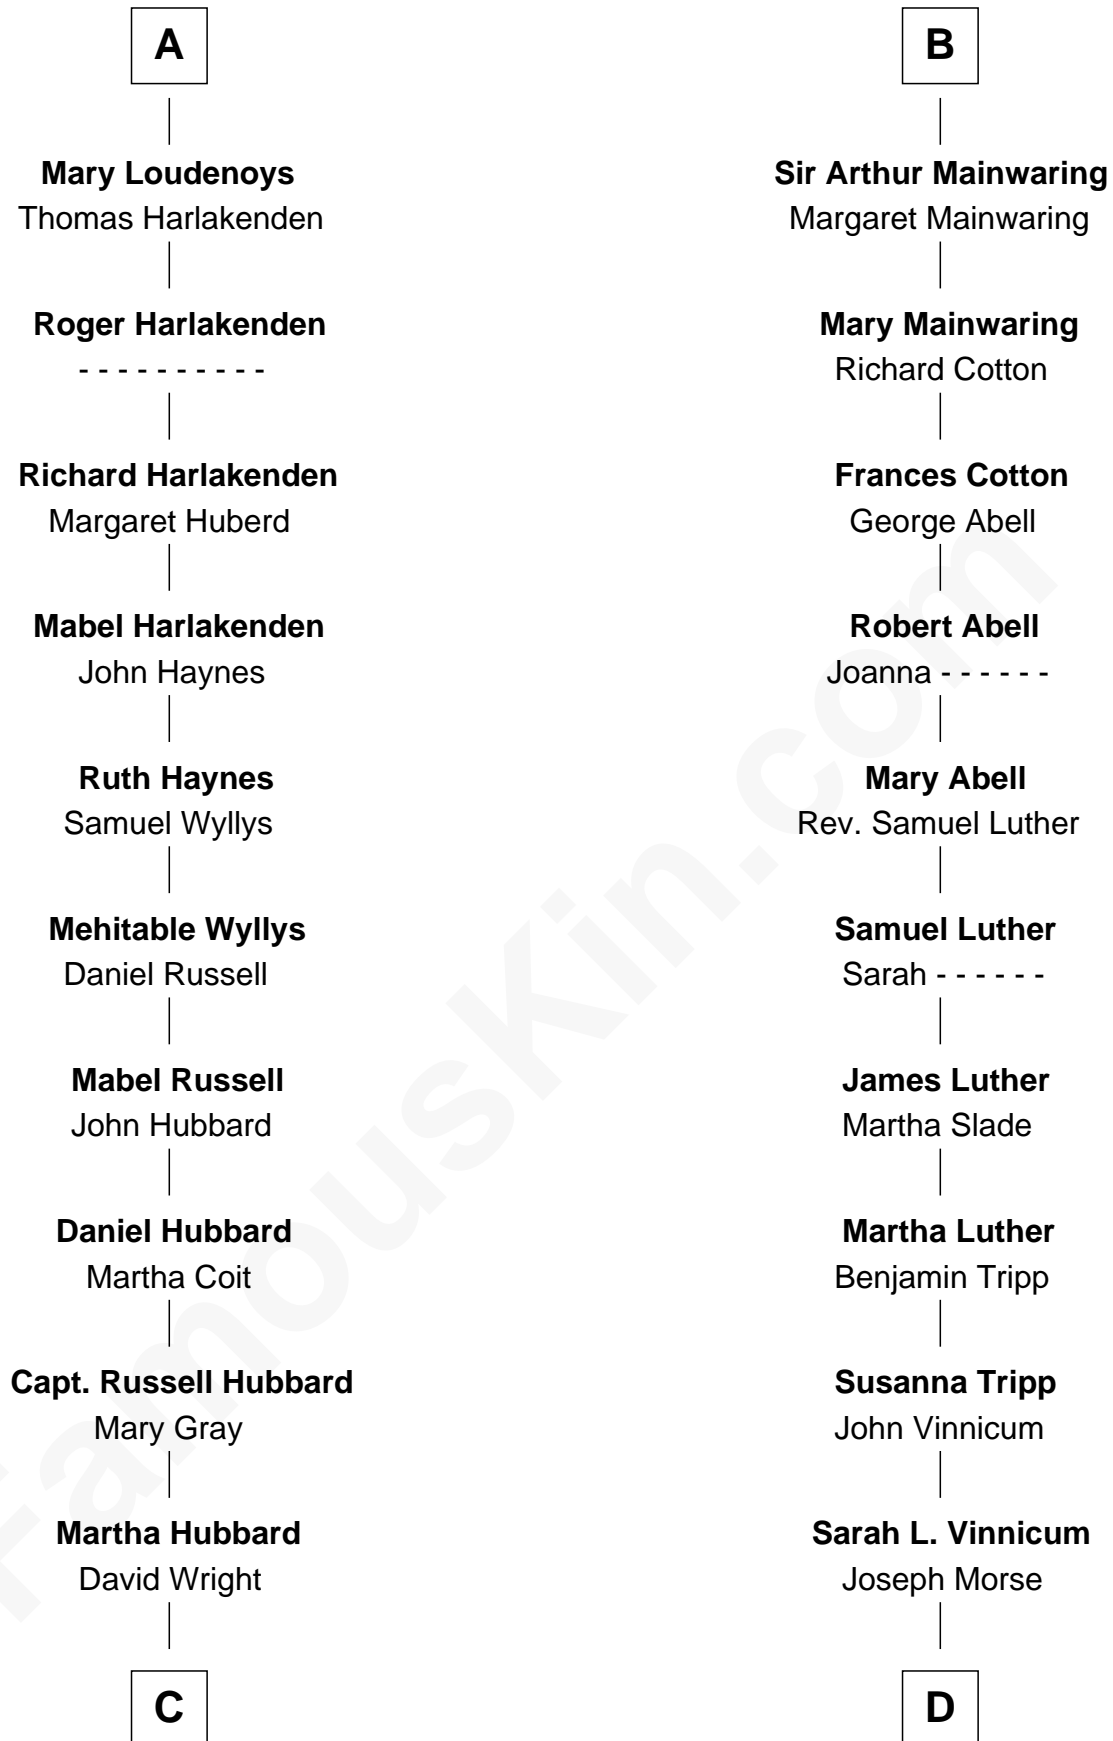 A
Mary Loudenoys
Thomas Harlakenden
Roger Harlakenden
- - - - - - - - - -
Richard Harlakenden
Margaret Huberd
Mabel Harlakenden
John Haynes
Ruth Haynes
Samuel Wyllys
Mehitable Wyllys
Daniel Russell
Mabel Russell
John Hubbard
Daniel Hubbard
Martha Coit
Capt. Russell Hubbard
Mary Gray
Martha Hubbard
David Wright
C
B
Sir Arthur Mainwaring
Margaret Mainwaring
Mary Mainwaring
Richard Cotton
Frances Cotton
George Abell
Robert Abell
Joanna - - - - - -
Mary Abell
Rev. Samuel Luther
Samuel Luther
Sarah - - - - - -
James Luther
Martha Slade
Martha Luther
Benjamin Tripp
Susanna Tripp
John Vinnicum
Sarah L. Vinnicum
Joseph Morse
D
FamousKin.com